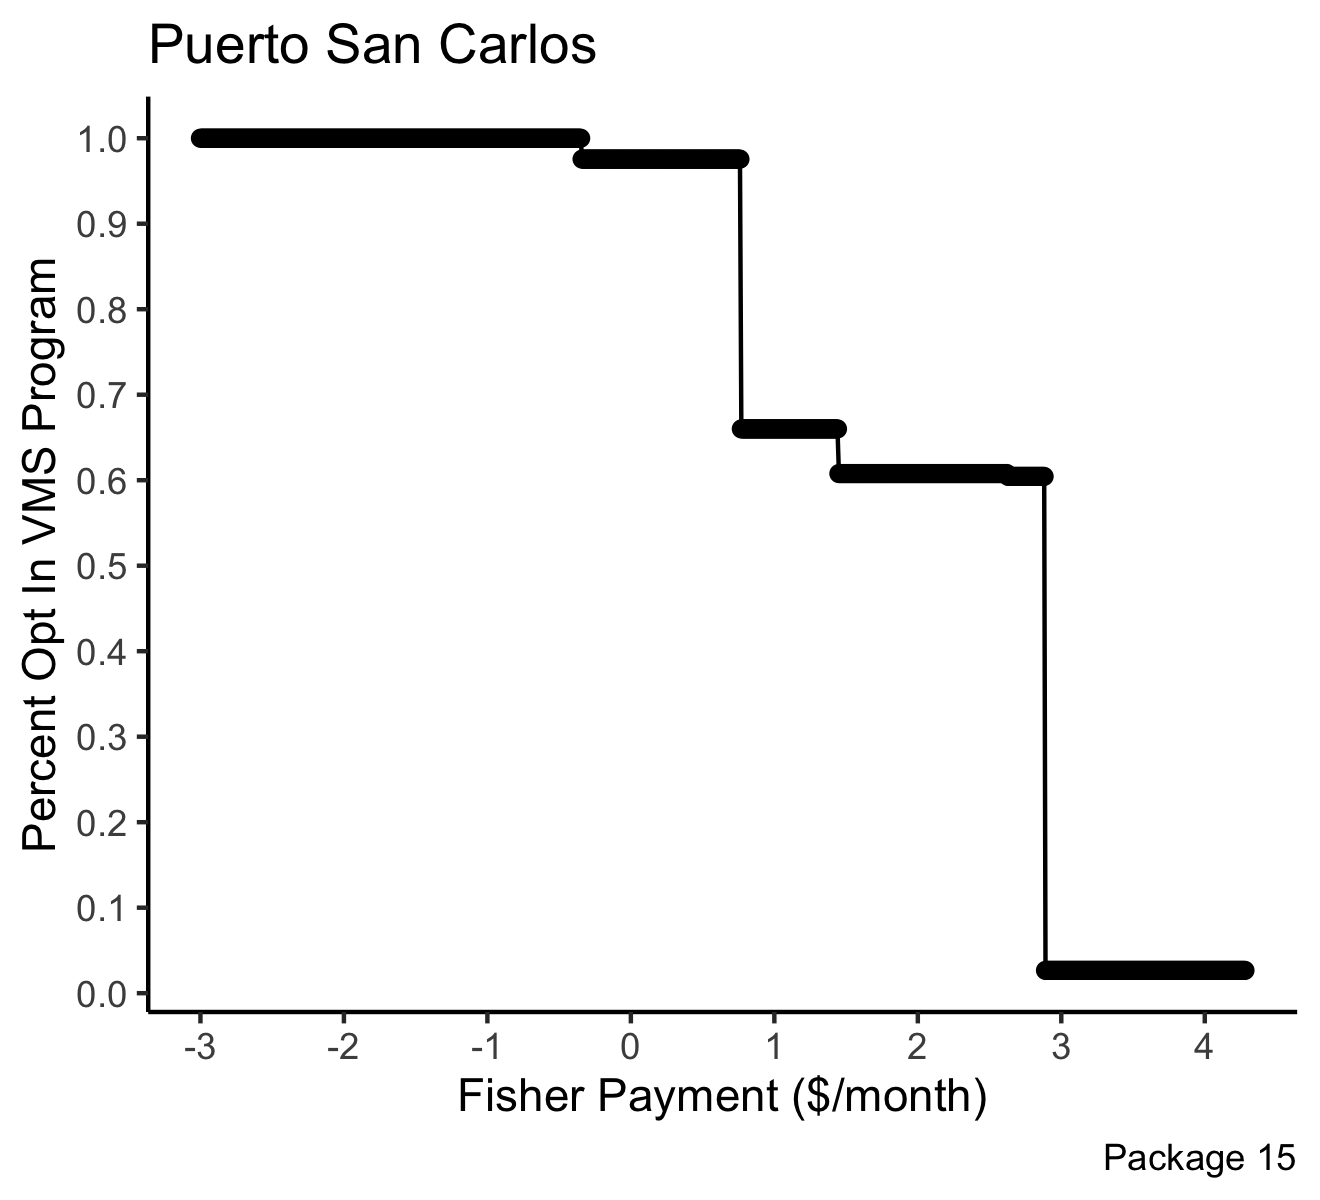 Puerto San Carlos
Percent Opt In VMS Program
1.0
0.9
0.8
0.7
0.6
0.5
0.4
0.3
0.2
0.1
0.0
-3 -2 -1 0 1 2 3 4
Fisher Payment ($/month)
Package 15